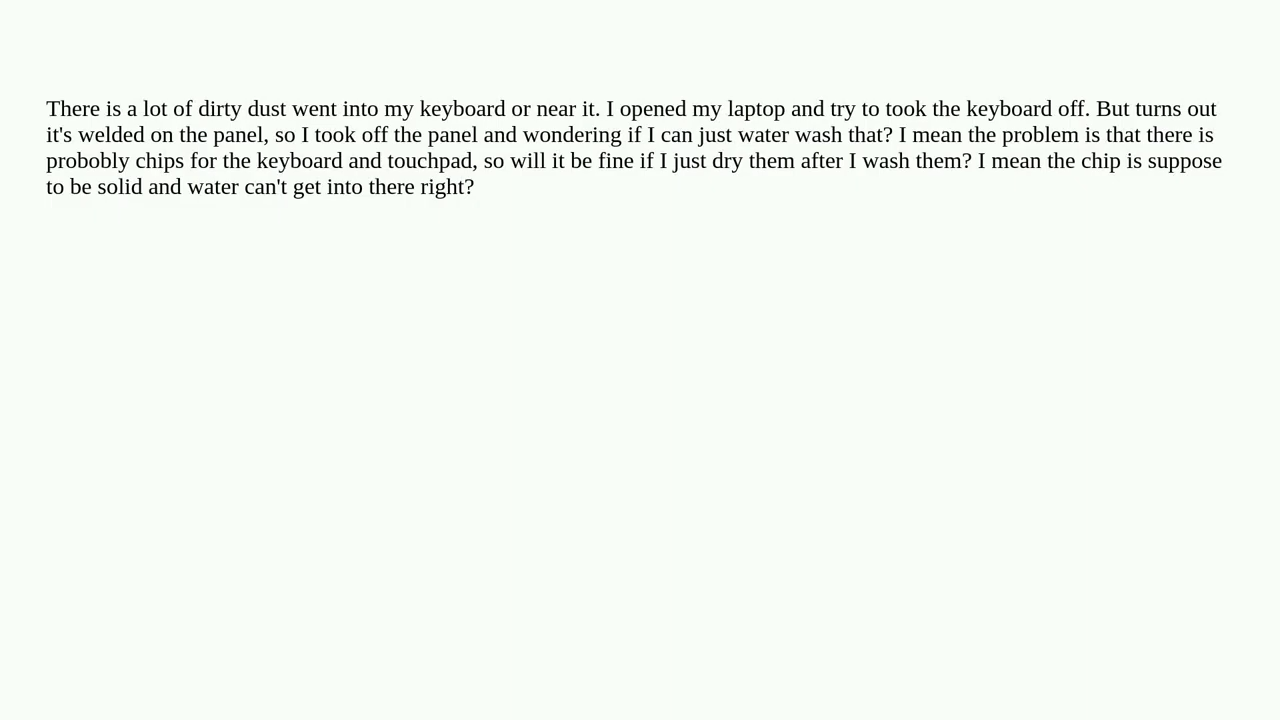 There is a lot of dirty dust went into my keyboard or near it. I opened my laptop and try to took the keyboard off. But turns out
it's welded on the panel, so I took off the panel and wondering if I can just water wash that? I mean the problem is that there is
probobly chips for the keyboard and touchpad, so will it be fine if I just dry them after I wash them? I mean the chip is suppose
to be solid and water can't get into there right?